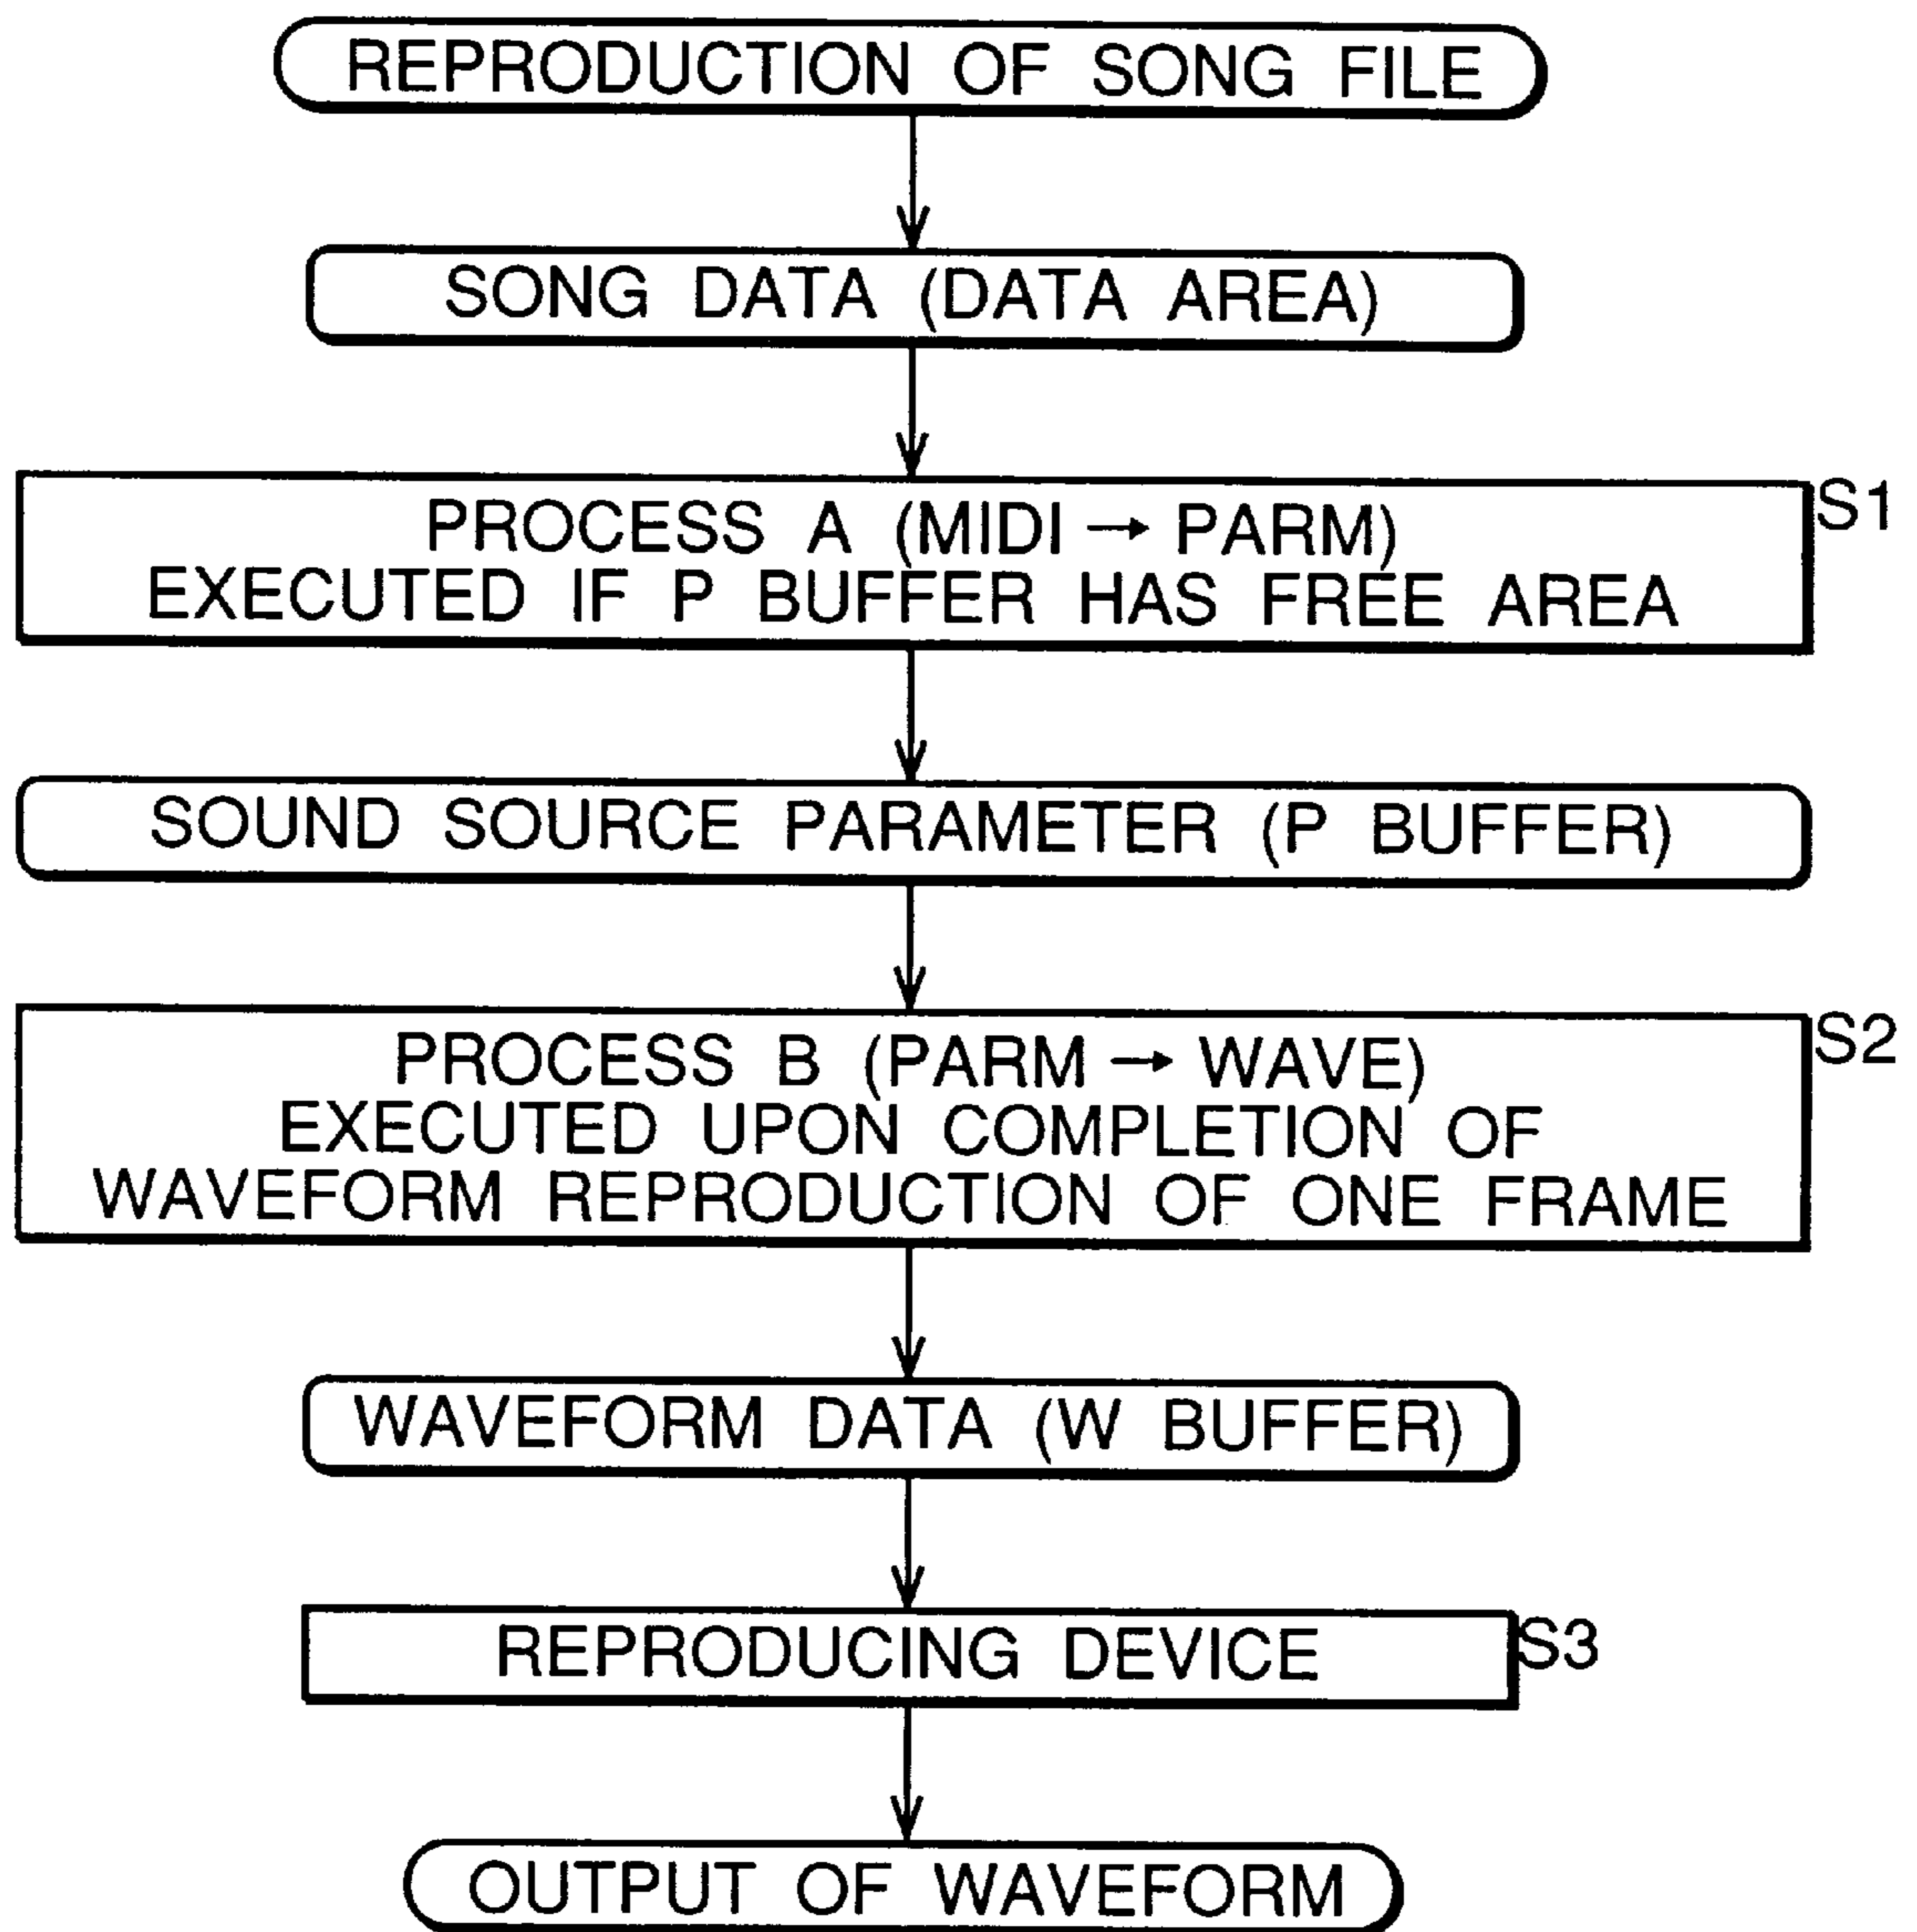 REPRODUCTION OF SONG FILE
SONG DATA (DATA AREA)
PROCESS A (MIDI → PARM)
EXECUTED IF P BUFFER HAS FREE AREA
S1
SOUND SOURCE PARAMETER (P BUFFER)
PROCESS B (PARM → WAVE)
EXECUTED UPON COMPLETION OF
WAVEFORM REPRODUCTION OF ONE FRAME
S2
WAVEFORM DATA (W BUFFER)
REPRODUCING DEVICE
S3
OUTPUT OF WAVEFORM